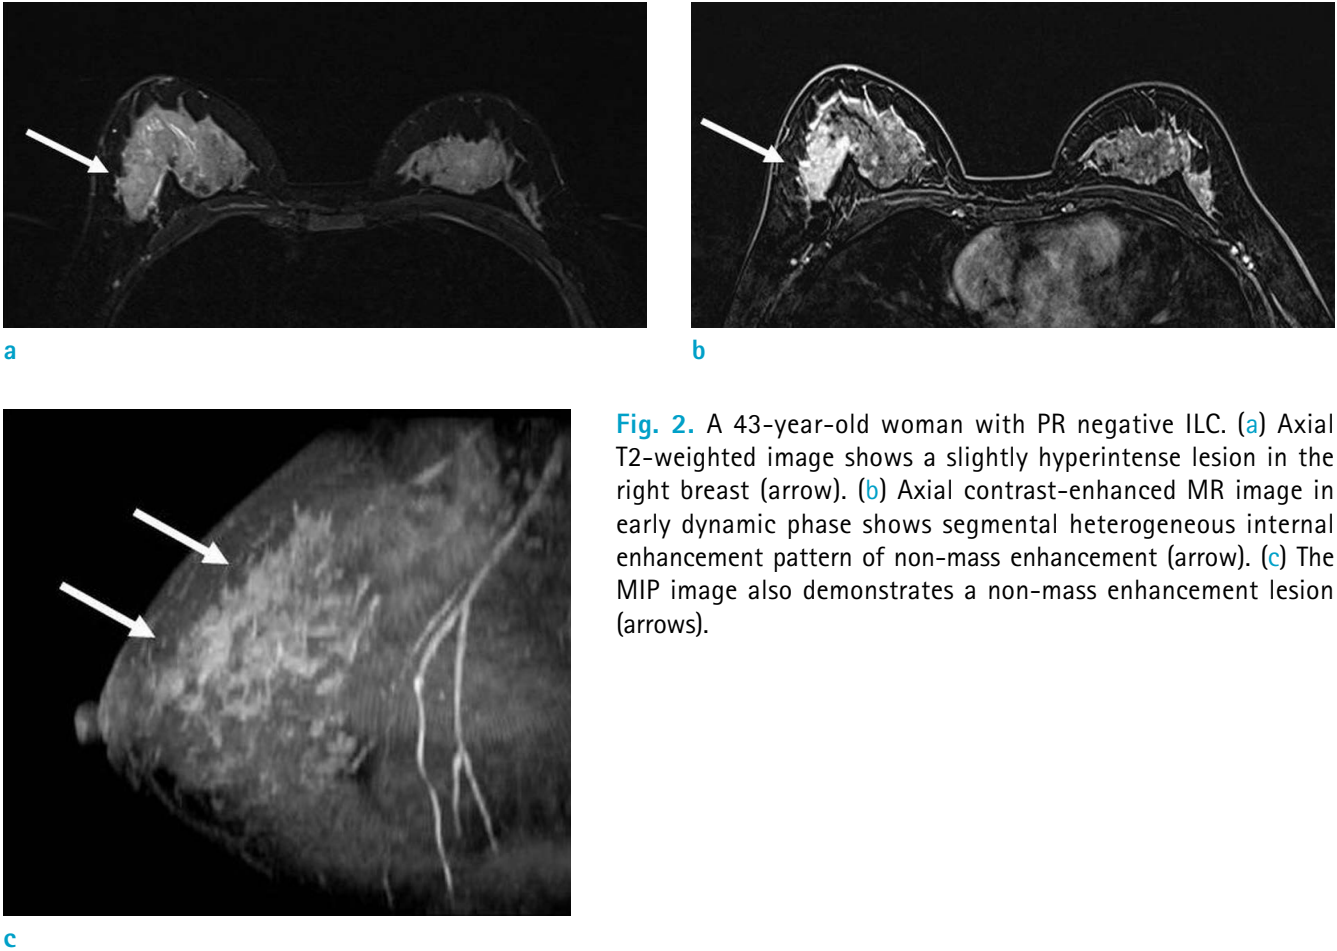 a
b
Fig. 2. A 43-year-old woman with PR negative ILC. (a) Axial
T2-weighted image shows a slightly hyperintense lesion in the
right breast (arrow). (b) Axial contrast-enhanced MR image in
early dynamic phase shows segmental heterogeneous internal
enhancement pattern of non-mass enhancement (arrow). (c) The
MIP image also demonstrates a non-mass enhancement lesion
(arrows).
c